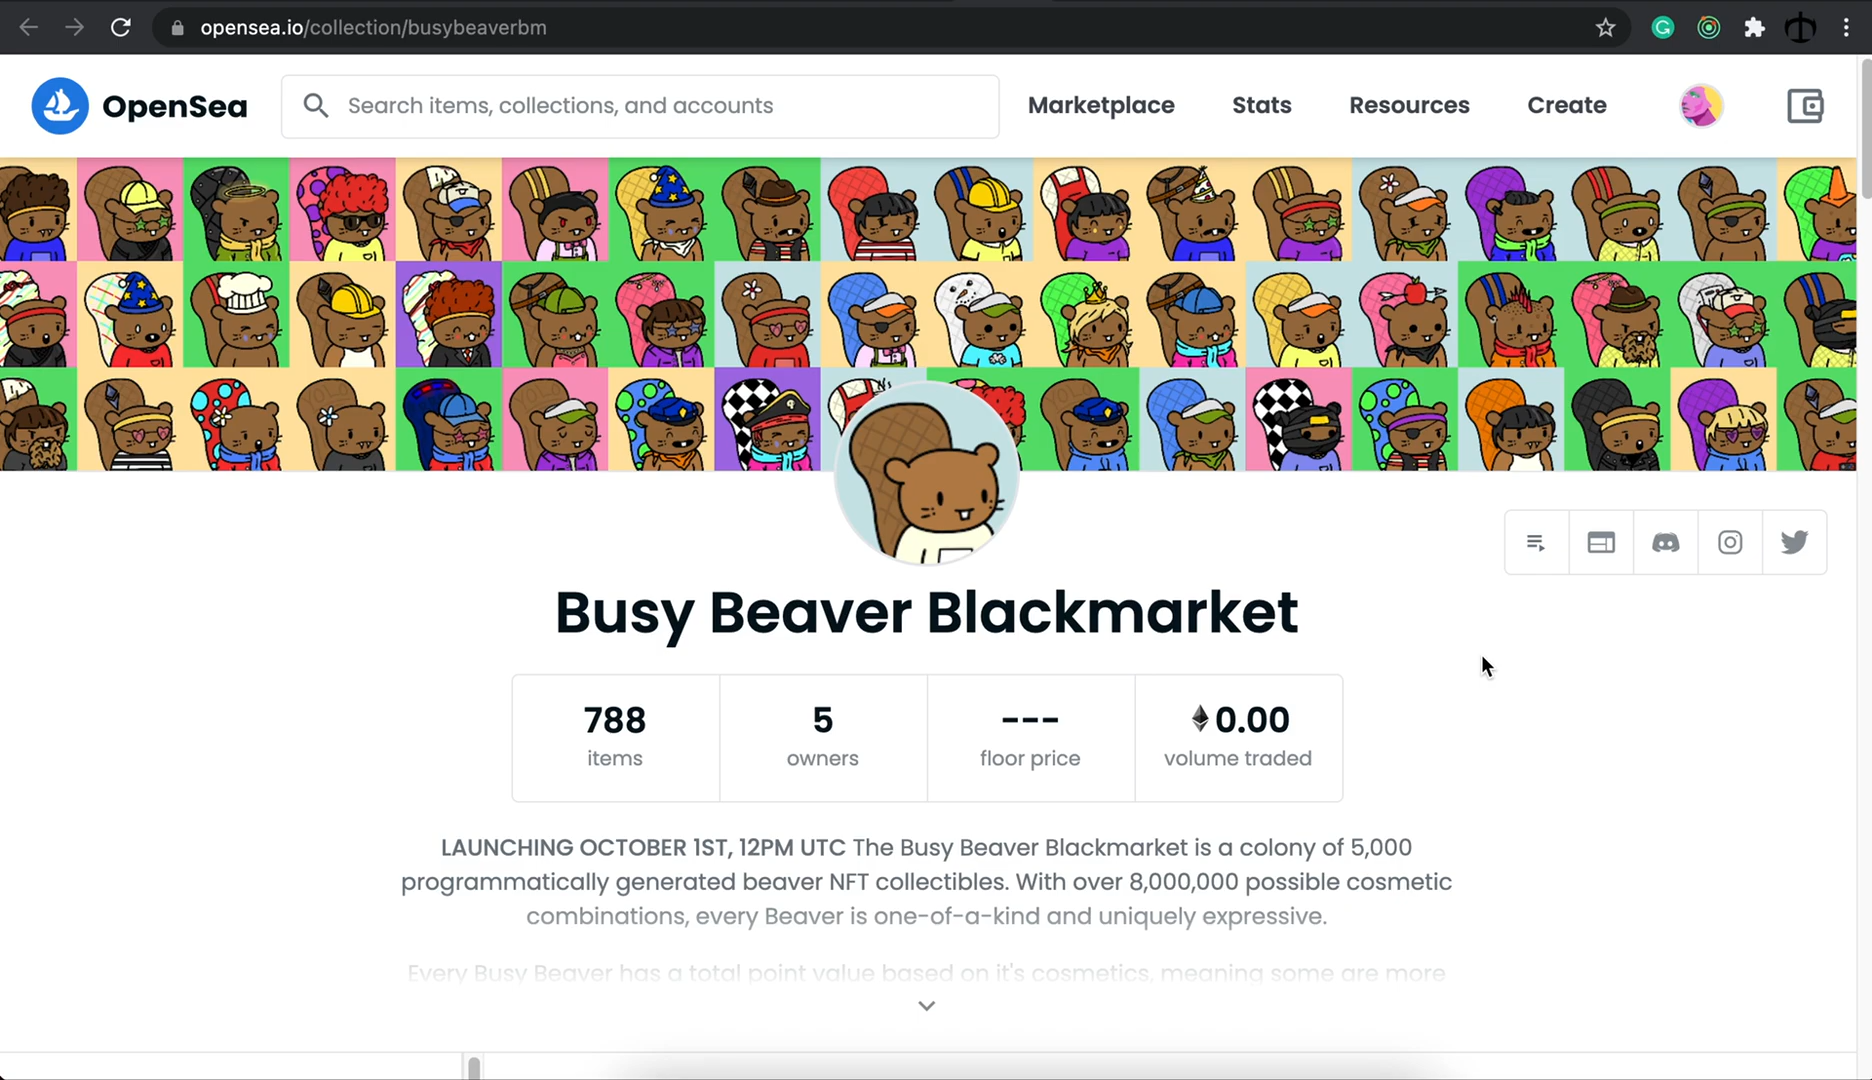 opensea.io/collection/busybeaverbm
OpenSea
Search items, collections, and accounts
Marketplace
Stats
Resources
Create
Busy Beaver Blackmarket
788
items
5
owners
---
floor price
0.00
volume traded
LAUNCHING OCTOBER 1ST, 12PM UTC The Busy Beaver Blackmarket is a colony of 5,000
programmatically generated beaver NFT collectibles. With over 8,000,000 possible cosmetic
combinations, every Beaver is one-of-a-kind and uniquely expressive.
Every Busy Beaver has a total point value based on it's cosmetics, meaning some are more